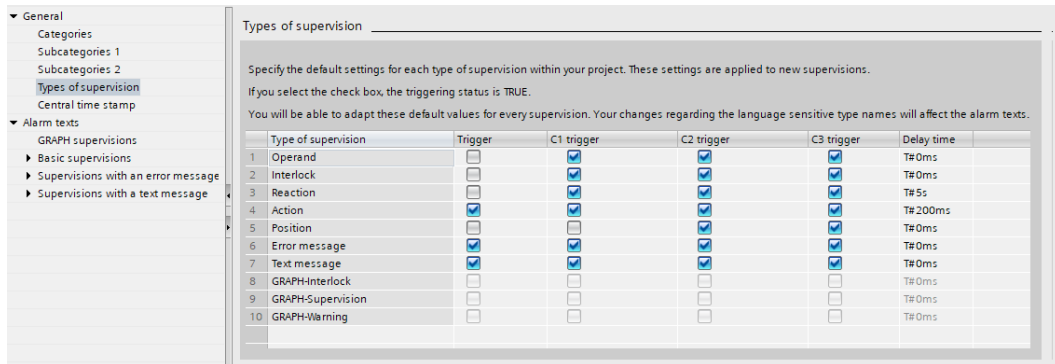 General
Categories
Subcategories 1
Subcategories 2
Types of supervision
Central time stamp
Alarm texts
GRAPH supervisions
Basic supervisions
Supervisions with an error message
Supervisions with a text message
Types of supervision
Specify the default settings for each type of supervision within your project. These settings are applied to new supervisions.
If you select the check box, the triggering status is TRUE.
You will be able to adapt these default values for every supervision. Your changes regarding the language sensitive type names will affect the alarm texts.
Type of supervision Trigger C1 trigger C2 trigger C3 trigger Delay time
1 Operand T#0ms
2 Interlock T#0ms
3 Reaction T#5s
4 Action T#200ms
5 Position T#0ms
6 Error message T#0ms
7 Text message T#0ms
8 GRAPH-Interlock T#0ms
9 GRAPH-Supervision T#0ms
10 GRAPH-Warning T#0ms